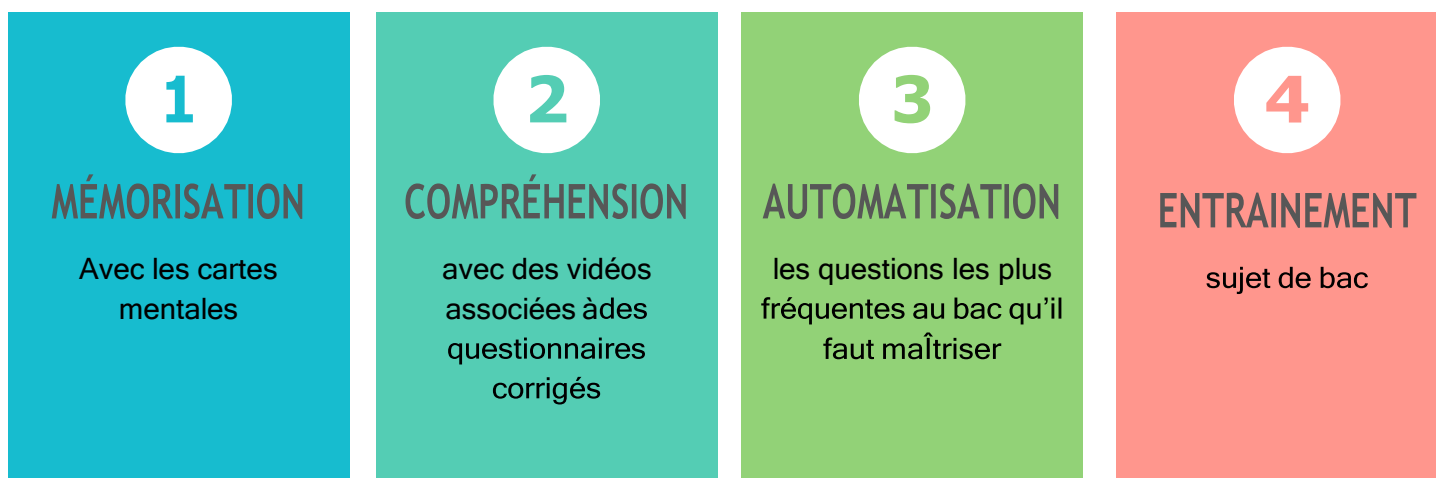 1
MÉMORISATION
Avec les cartes
mentales
2
COMPRÉHENSION
avec des vidéos
associées àdes
questionnaires
corrigés
3
AUTOMATISATION
les questions les plus
fréquentes au bac qu’il
faut maÎtriser
4
ENTRAINEMENT
sujet de bac